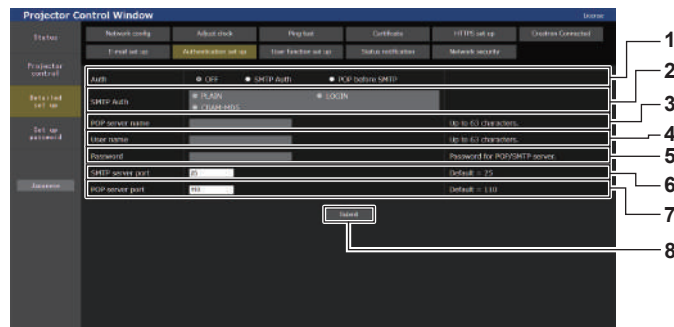 Projector Control Window
License
Status
Network config
Adjust clock
Ping test
Certificate
HTTPS set up
Crestron Connected
E-mail set up
Authentication set up
User function set up
Status notification
Network security
Projector control
Detailed set up
Set up password
Japanese
Auth
OFF
SMTP Auth
POP before SMTP
1
SMTP Auth
PLAIN
LOGIN
CRAM-MD5
2
POP server name
Up to 63 characters.
3
User name
Up to 63 characters.
4
Password
Password for POP/SMTP server.
5
SMTP server port
25
Default = 25
6
POP server port
110
Default = 110
7
Submit
8